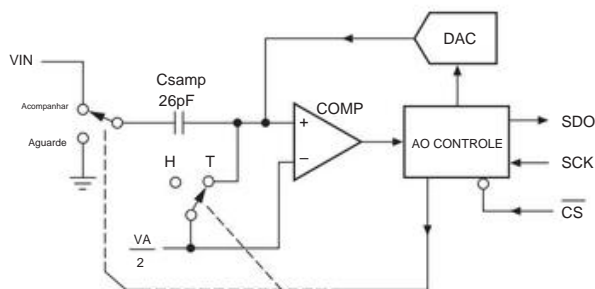 DAC
VIN
Csamp
26pF
COMP
Acompanhar
+
SDO
AO CONTROLE
Aguarde
H
T
−
SCK
CS
VA
2